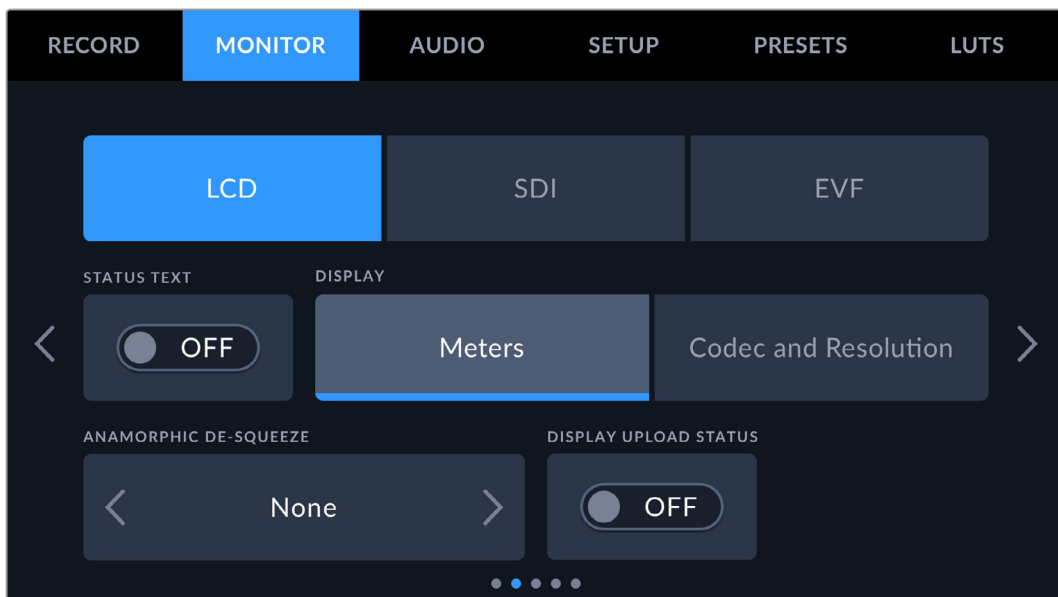 RECORD MONITOR AUDIO SETUP PRESETS LUTS
LCD SDI EVF
STATUS TEXT DISPLAY
OFF Meters Codec and Resolution
ANAMORPHIC DE-SQUEEZE DISPLAY UPLOAD STATUS
None OFF